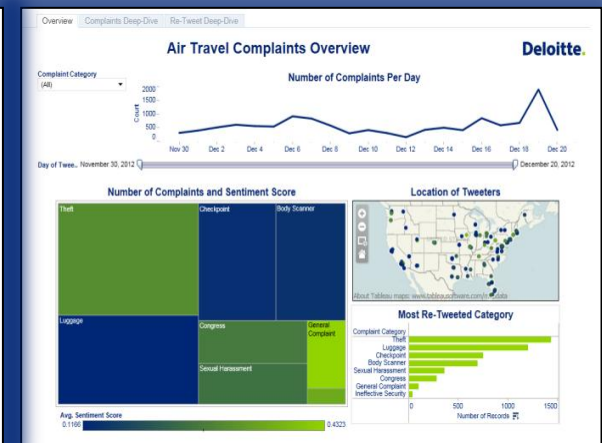 Overview Complaints Deep-Dive Re-Tweet Deep-Dive
Air Travel Complaints Overview
Deloitte.
Complaint Category
(All)
Number of Complaints Per Day
Count
2000
1500
1000
500
0
Nov 30 Dec 2 Dec 4 Dec 6 Dec 8 Dec 10 Dec 12 Dec 14 Dec 16 Dec 18 Dec 20
Day of Twee.. November 30, 2012 December 20, 2012
Number of Complaints and Sentiment Score
Theft
Checkpoint
Body Scanner
Luggage
Congress
General
Complaint
Sexual Harassment
Avg. Sentiment Score
0.1166 0.4323
Location of Tweeters
About Tableau maps: www.tableausoftware.com/
Most Re-Tweeted Category
Complaint Category
Theft
Luggage
Checkpoint
Body Scanner
Sexual Harassment
Congress
General Complaint
Ineffective Security
0 500 1000 1500
Number of Records